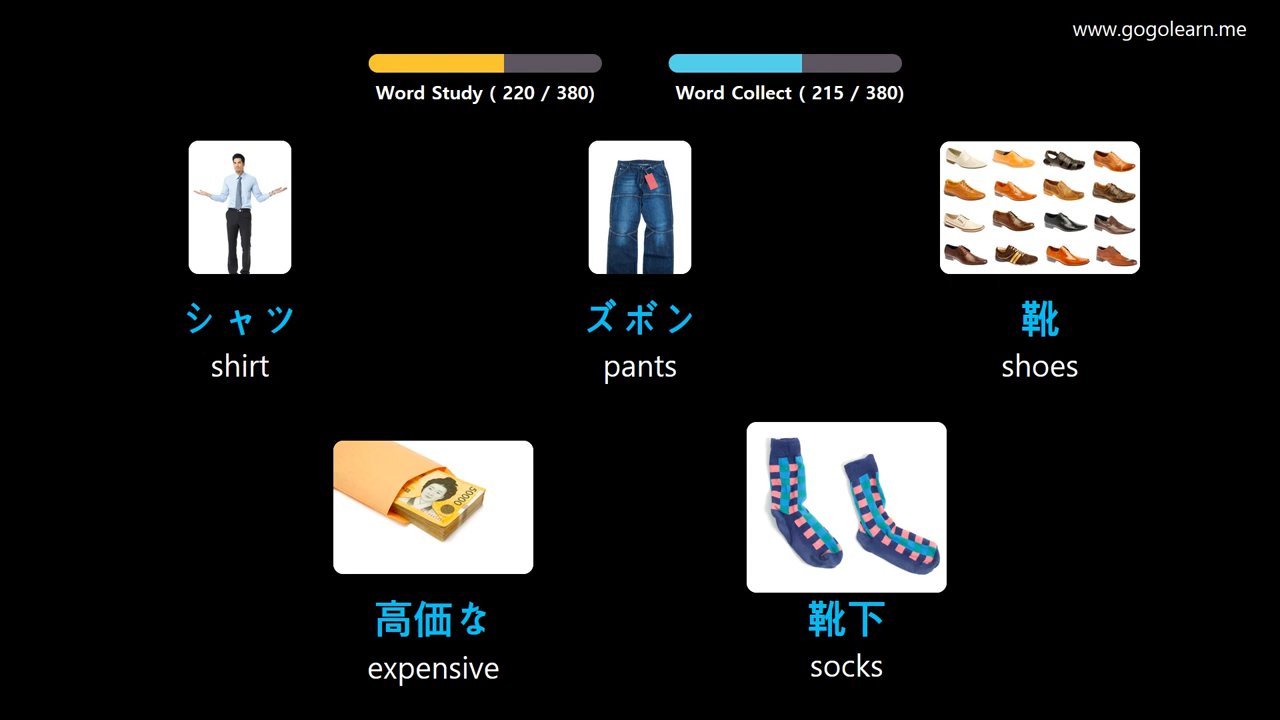 www.gogolearn.me
Word Study ( 220 / 380)
Word Collect ( 215 / 380)
シャツ
shirt
ズボン
pants
靴
shoes
50000
高価な
expensive
靴下
socks